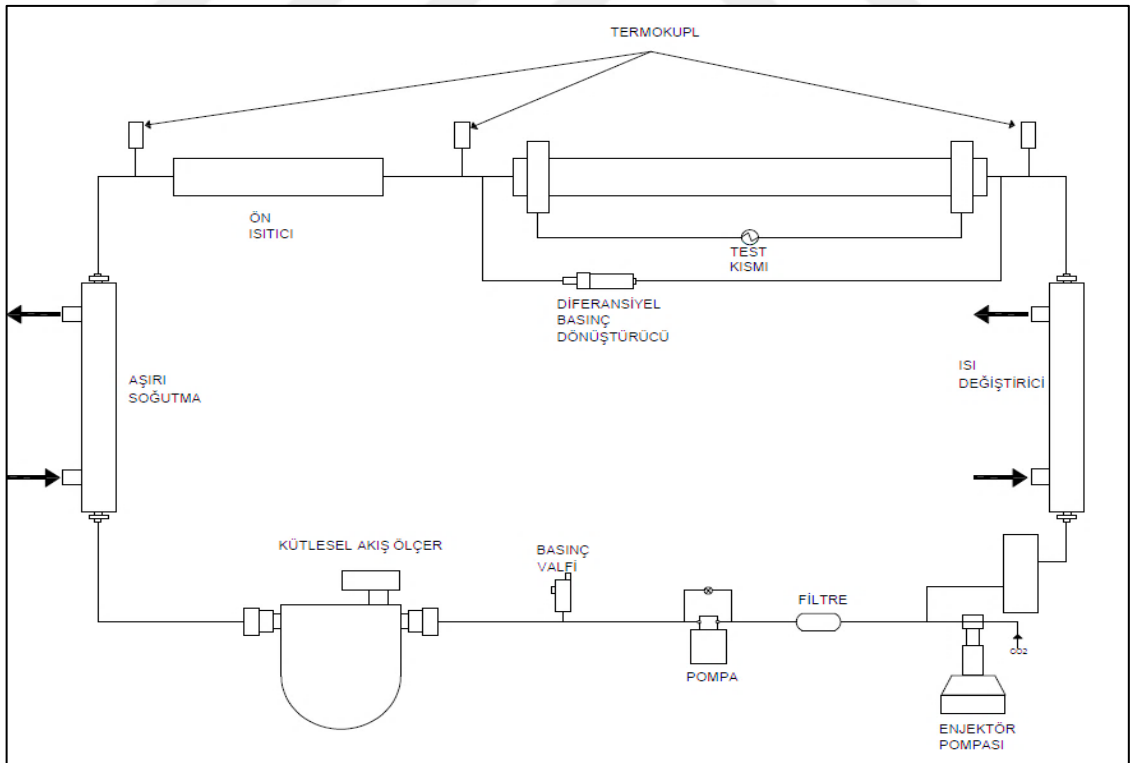 TERMOKUPL
ÖN
ISITICI
TEST
KISMI
DİFERANSİYEL
BASINÇ
DÖNÜŞTÜRÜCÜ
AŞIRI
SOĞUTMA
ISI
DEĞİŞTİRİCİ
KÜTLESEL AKIŞ ÖLÇER
BASINÇ
VALFİ
FİLTRE
POMPA
CO2
ENJEKTÖR
POMPASI